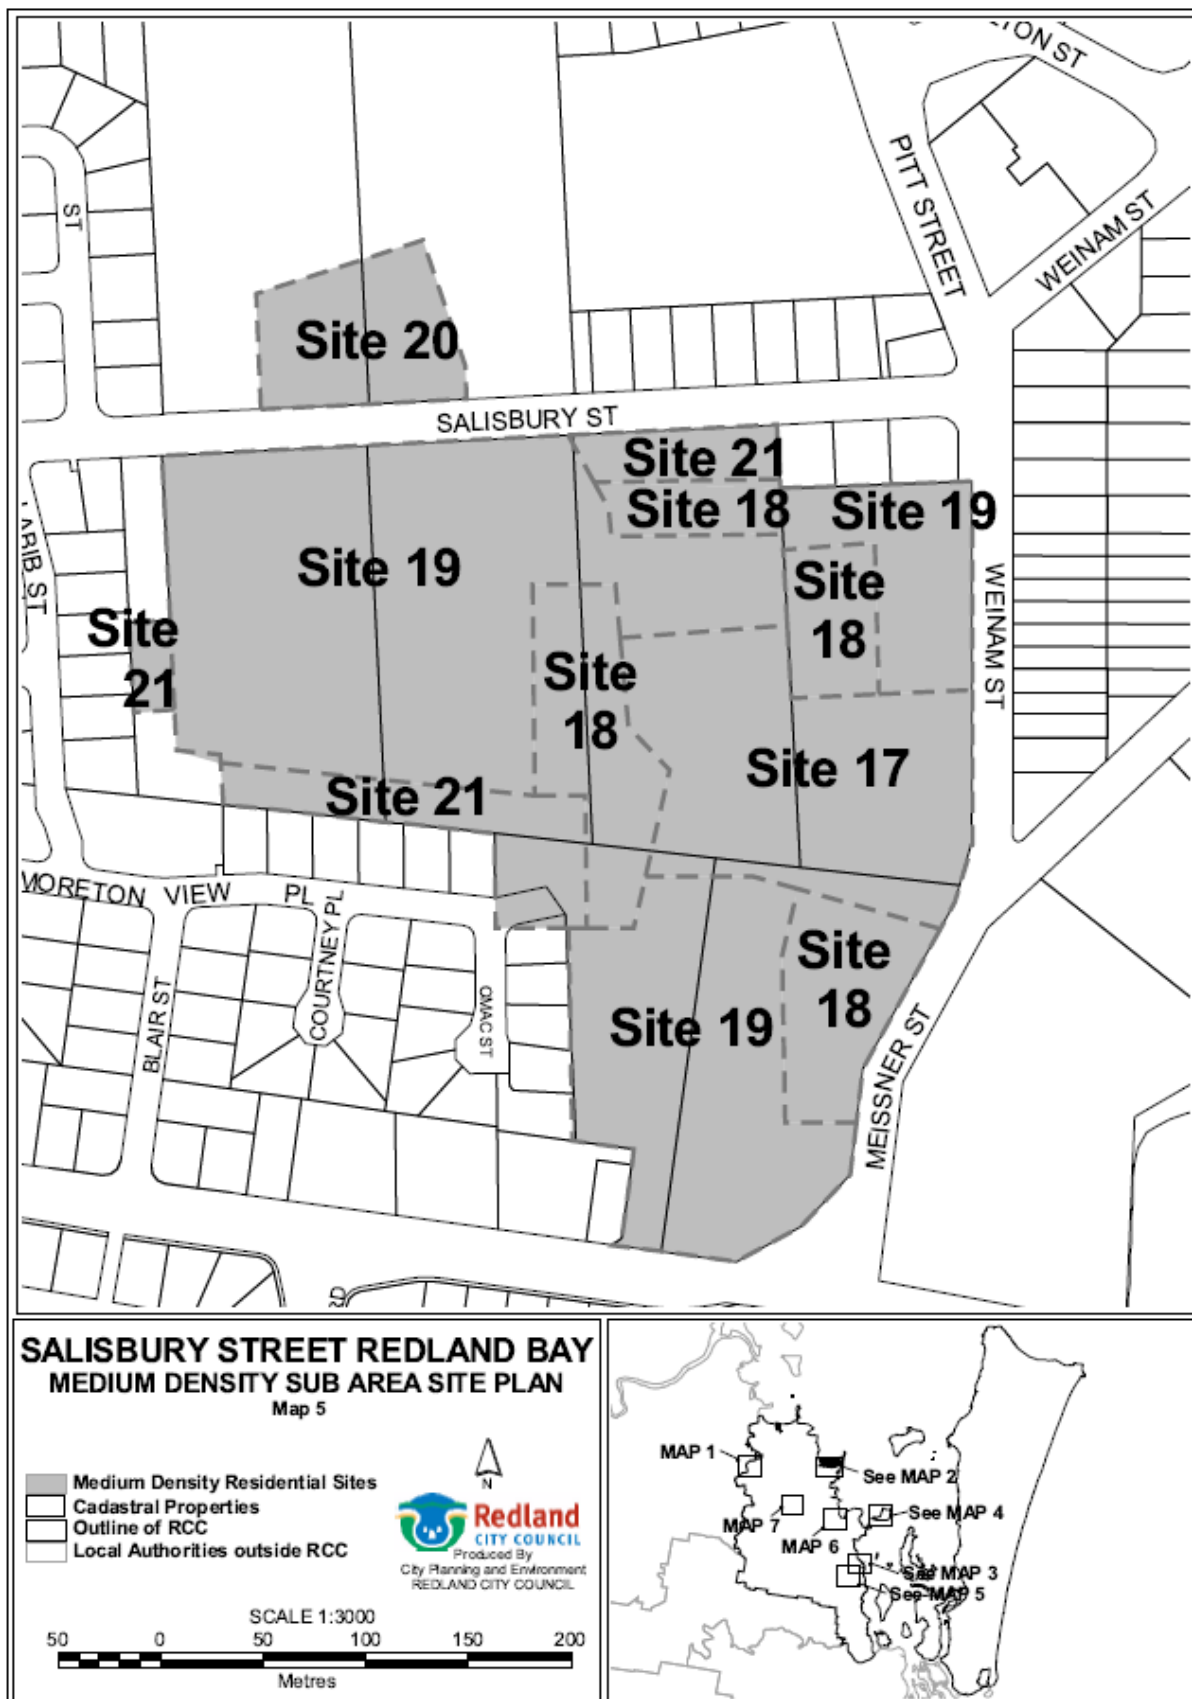 TON ST
PITT STREET
WEINAM ST
ST
Site 20
SALISBURY ST
Site 21
Site 18
Site 19
Site 19
Site
18
WEINAM ST
Site
21
Site
18
Site 17
Site 21
MORETON VIEW PL
COURTNEY PL
BLAIR ST
OMAC ST
Site
18
Site 19
MEISSNER ST
RD
SALISBURY STREET REDLAND BAY
MEDIUM DENSITY SUB AREA SITE PLAN
Map 5
N
Medium Density Residential Sites
Cadastral Properties
Outline of RCC
Local Authorities outside RCC
Redland
CITY COUNCIL
Produced By
City Planning and Environment
REDLAND CITY COUNCIL
SCALE 1:3000
50 0 50 100 150 200
Metres
MAP 1
See MAP 2
See MAP 4
MAP 7
MAP 6
See MAP 3
See MAP 5